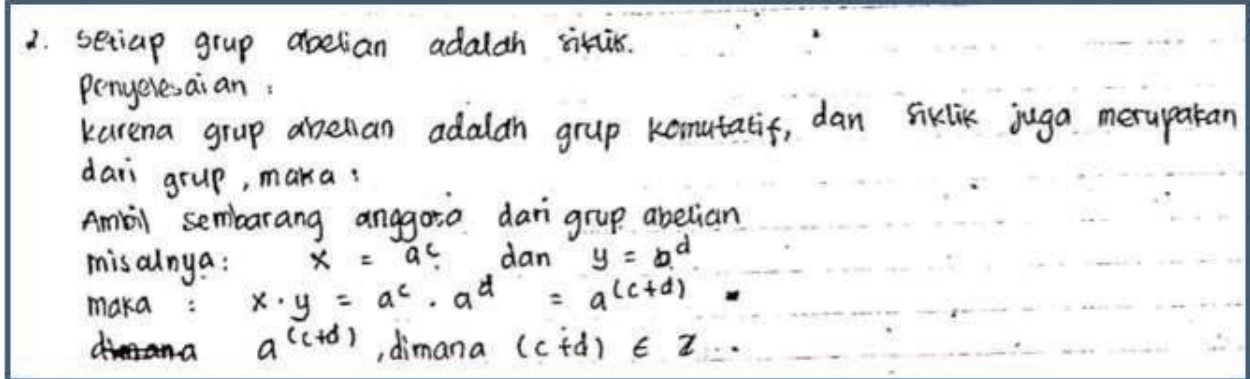 2. Setiap grup abelian adalah siklik.
Penyelesaian :
karena grup abelian adalah grup komutatif, dan siklik juga merupakan
dari grup, maka :
Ambil sembarang anggota dari grup abelian
misalnya : x = a^c dan y = a^d
maka : x · y = a^c . a^d = a^(c+d)
dimana a^(c+d), dimana (c+d) ∈ Z.